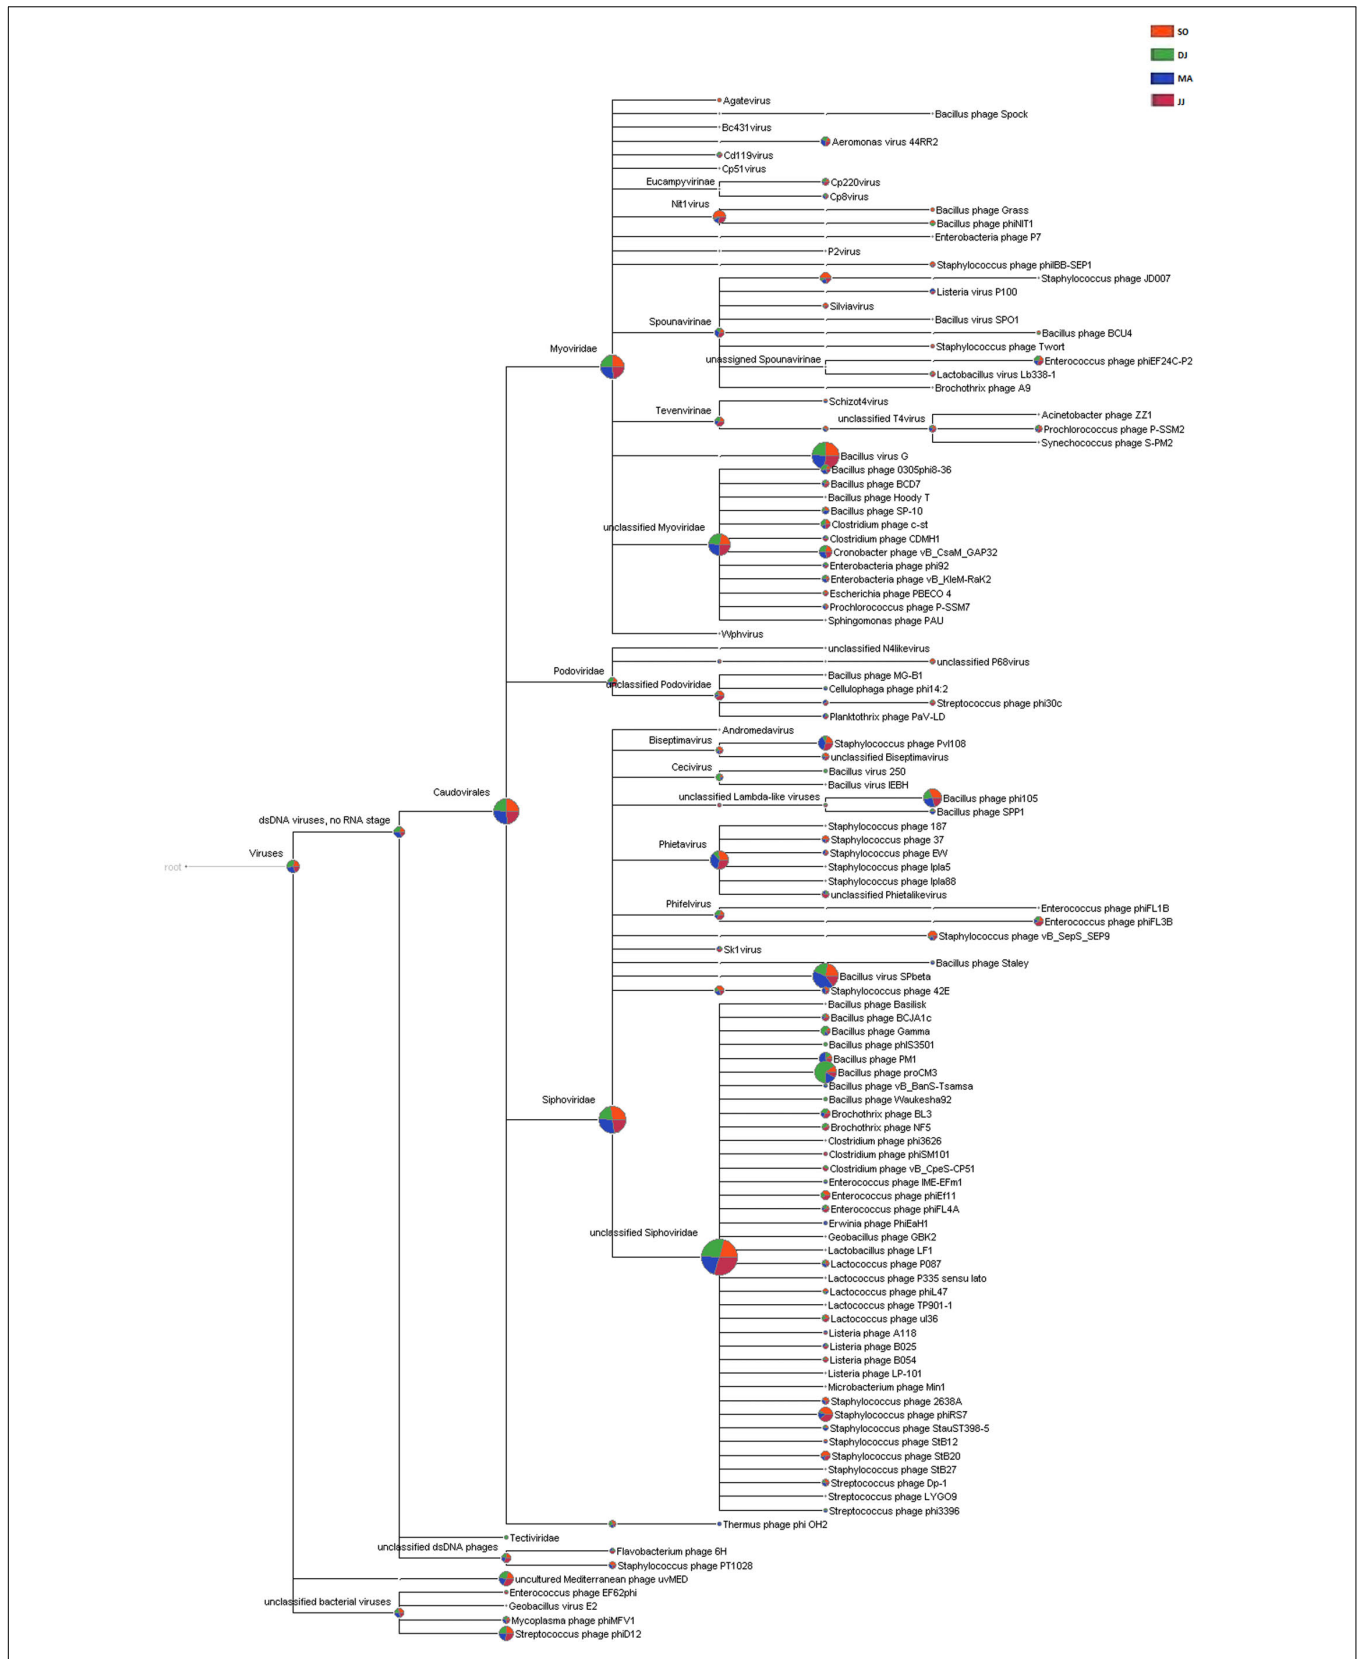 SO
DJ
MA
JJ
Agatevirus
Bacillus phage Spock
Bc431virus
Aeromonas virus 44RR2
Cd119virus
Cp51virus
Eucampyvirinae
Cp220virus
Cp8virus
Nit1virus
Bacillus phage Grass
Bacillus phage phiNIT1
Enterobacteria phage P7
P2virus
Staphylococcus phage philBB-SEP1
Staphylococcus phage JD007
Listeria virus P100
Silviavirus
Spounavirinae
Bacillus virus SPO1
Bacillus phage BCU4
Staphylococcus phage Twort
Myoviridae
unassigned Spounavirinae
Enterococcus phage phiEF24C-P2
Lactobacillus virus Lb338-1
Brochothrix phage A9
Schizot4virus
Tevenvirinae
unclassified T4virus
Acinetobacter phage ZZ1
Prochlorococcus phage P-SSM2
Synechococcus phage S-PM2
Bacillus virus G
Bacillus phage 0305phi8-36
Bacillus phage BCD7
Bacillus phage Hoody T
Bacillus phage SP-10
Clostridium phage c-st
unclassified Myoviridae
Clostridium phage CDMH1
Cronobacter phage vB_CsaM_GAP32
Enterobacteria phage phi92
Enterobacteria phage vB_KleM-RaK2
Escherichia phage PBECO 4
Prochlorococcus phage P-SSM7
Sphingomonas phage PAU
Wphvirus
unclassified N4likevirus
unclassified P68virus
Podoviridae
unclassified Podoviridae
Bacillus phage MG-B1
Cellulophaga phage phi14:2
Streptococcus phage phi30c
Planktothrix phage PaV-LD
Andromedavirus
Biseptimavirus
Staphylococcus phage Pvl108
unclassified Biseptimavirus
Cecivirus
Bacillus virus 250
Bacillus virus IEBH
Caudovirales
unclassified Lambda-like viruses
Bacillus phage phi105
Bacillus phage SPP1
dsDNA viruses, no RNA stage
Staphylococcus phage 187
Staphylococcus phage 37
Phietavirus
Staphylococcus phage EW
Viruses
root
Staphylococcus phage Ipla5
Staphylococcus phage Ipla88
unclassified Phietalikevirus
Phifelvirus
Enterococcus phage phiFL1B
Enterococcus phage phiFL3B
Staphylococcus phage vB_SepS_SEP9
Sk1virus
Bacillus phage Staley
Bacillus virus SPbeta
Staphylococcus phage 42E
Bacillus phage Basilisk
Bacillus phage BCJA1c
Bacillus phage Gamma
Bacillus phage phIS3501
Bacillus phage PM1
Bacillus phage proCM3
Bacillus phage vB_BanS-Tsamsa
Siphoviridae
Bacillus phage Waukesha92
Brochothrix phage BL3
Brochothrix phage NF5
Clostridium phage phi3626
Clostridium phage phiSM101
Clostridium phage vB_CpeS-CP51
Enterococcus phage IME-EFm1
Enterococcus phage phiEf11
Enterococcus phage phiFL4A
Erwinia phage PhiEaH1
unclassified Siphoviridae
Geobacillus phage GBK2
Lactobacillus phage LF1
Lactococcus phage P087
Lactococcus phage P335 sensu lato
Lactococcus phage phiL47
Lactococcus phage TP901-1
Lactococcus phage ul36
Listeria phage A118
Listeria phage B025
Listeria phage B054
Listeria phage LP-101
Microbacterium phage Min1
Staphylococcus phage 2638A
Staphylococcus phage phiRS7
Staphylococcus phage StauST398-5
Staphylococcus phage StB12
Staphylococcus phage StB20
Staphylococcus phage StB27
Streptococcus phage Dp-1
Streptococcus phage LYGO9
Streptococcus phage phi3396
Thermus phage phi OH2
Tectiviridae
unclassified dsDNA phages
Flavobacterium phage 6H
Staphylococcus phage PT1028
uncultured Mediterranean phage uvMED
unclassified bacterial viruses
Enterococcus phage EF62phi
Geobacillus virus E2
Mycoplasma phage phiMFV1
Streptococcus phage phiD12